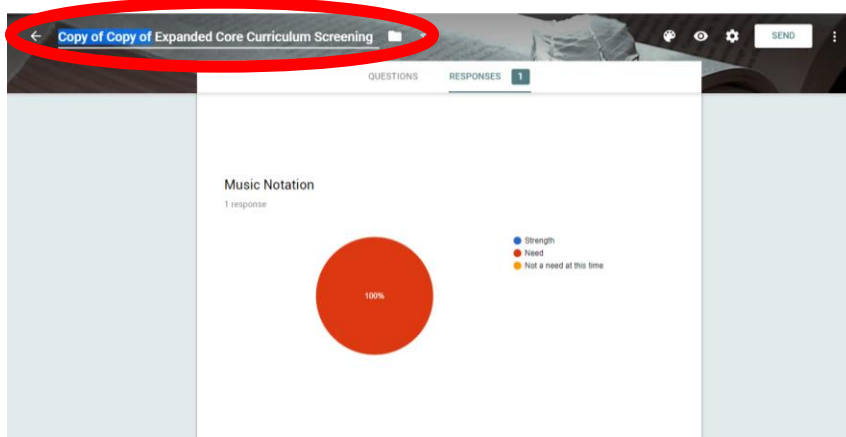 Copy of Copy of Expanded Core Curriculum Screening
SEND
QUESTIONS RESPONSES 1
Music Notation
1 response
Strength
Need
Not a need at this time
100%